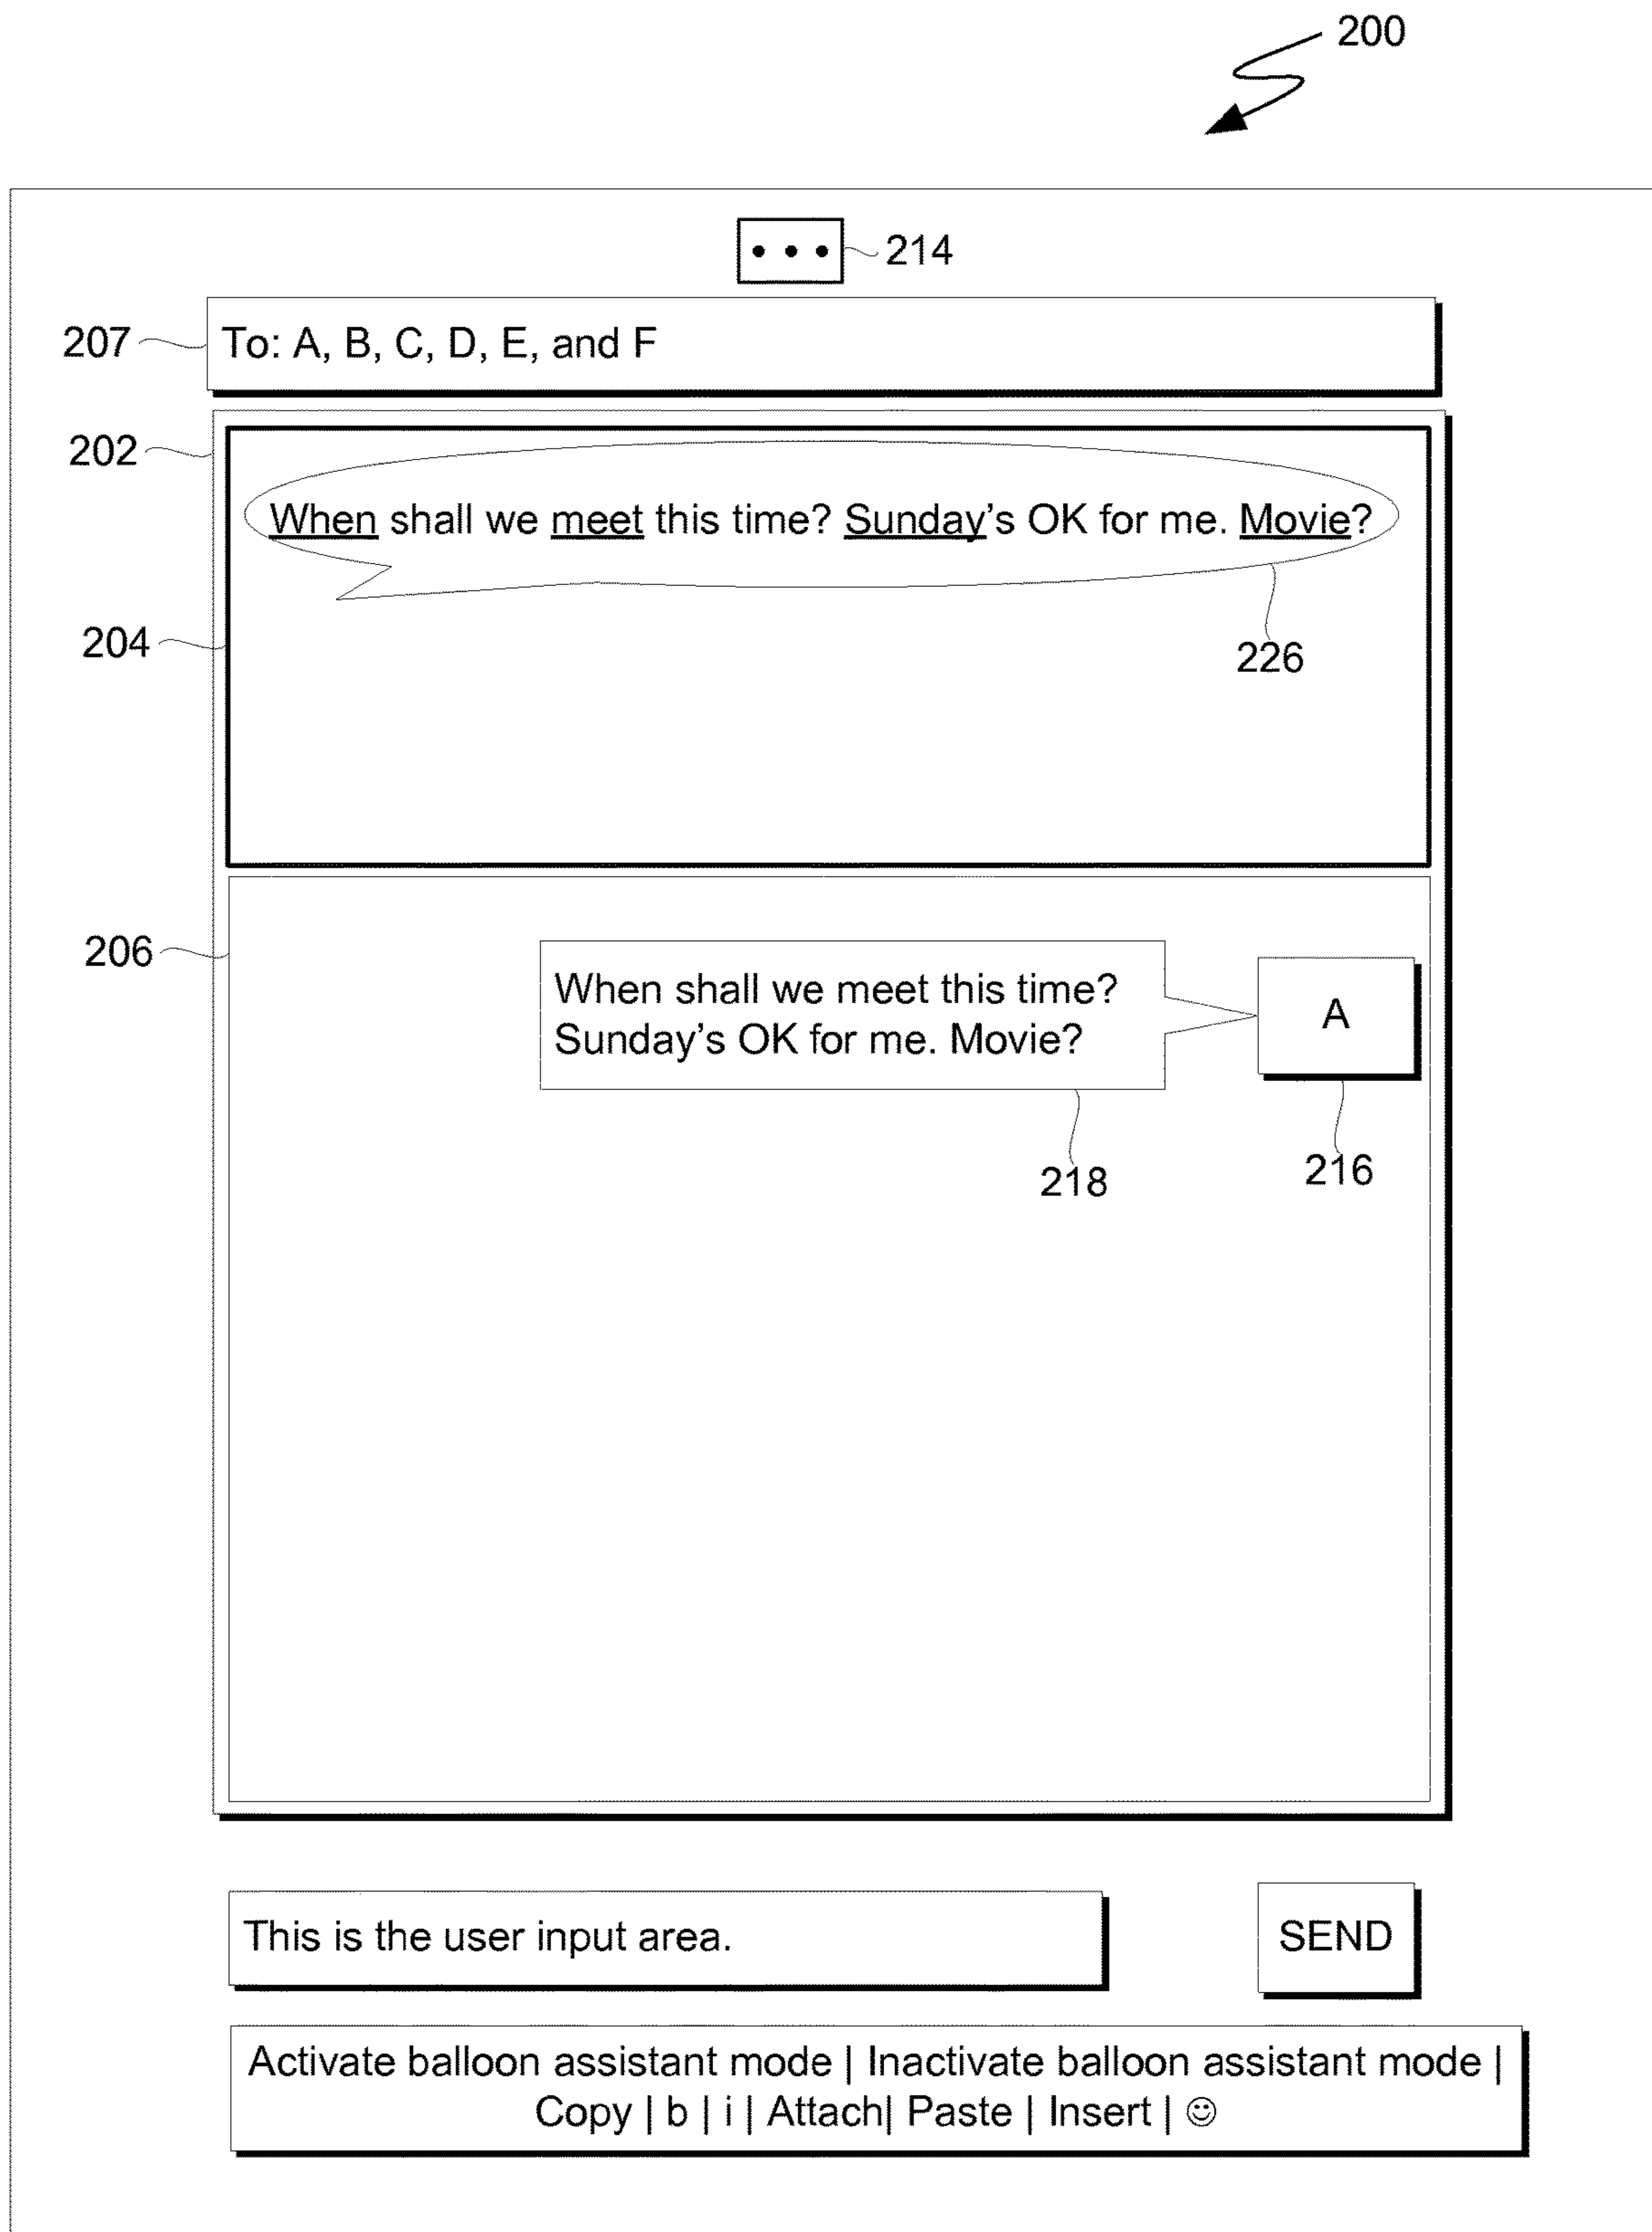 200
214
207
To: A, B, C, D, E, and F
202
When shall we meet this time? Sunday's OK for me. Movie?
204
226
206
When shall we meet this time?
Sunday's OK for me. Movie?
A
218
216
This is the user input area.
SEND
Activate balloon assistant mode | Inactivate balloon assistant mode |
Copy | b | i | Attach| Paste | Insert | ☺